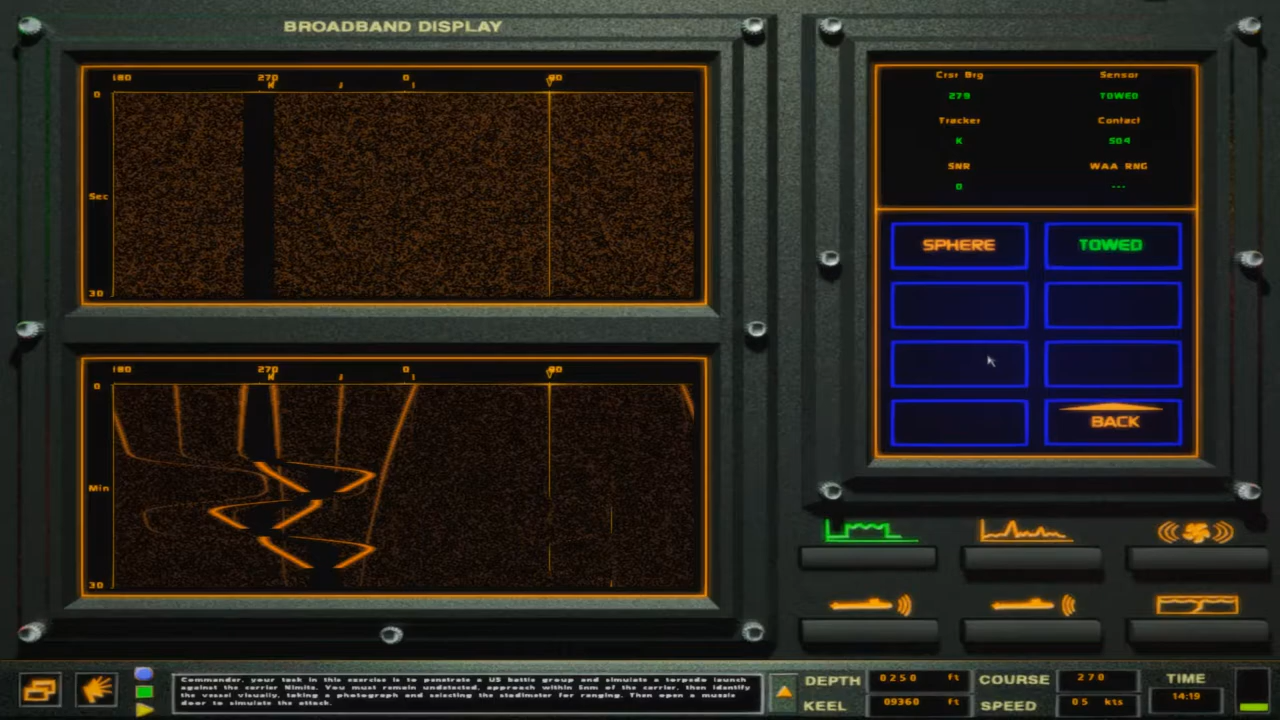 BROADBAND DISPLAY
180 270 0 90
0
Sec
30
180 270 0 90
0
Min
30
Crsr Brg Sensor
279 TOWED
Tracker Contact
K S04
SNR WAA RNG
0 ---
SPHERE TOWED
BACK
Commander, your task in this exercise is to penetrate a US battle group and simulate a torpedo launch
against the carrier Nimitz. You must remain undetected, approach within 5nm of the carrier, then identify
the vessel visually, taking a photograph and selecting the stadimeter for ranging. Then open a muzzle
door to simulate the attack.
DEPTH 0250 ft COURSE 270 TIME
KEEL 09360 ft SPEED 05 kts 14:19